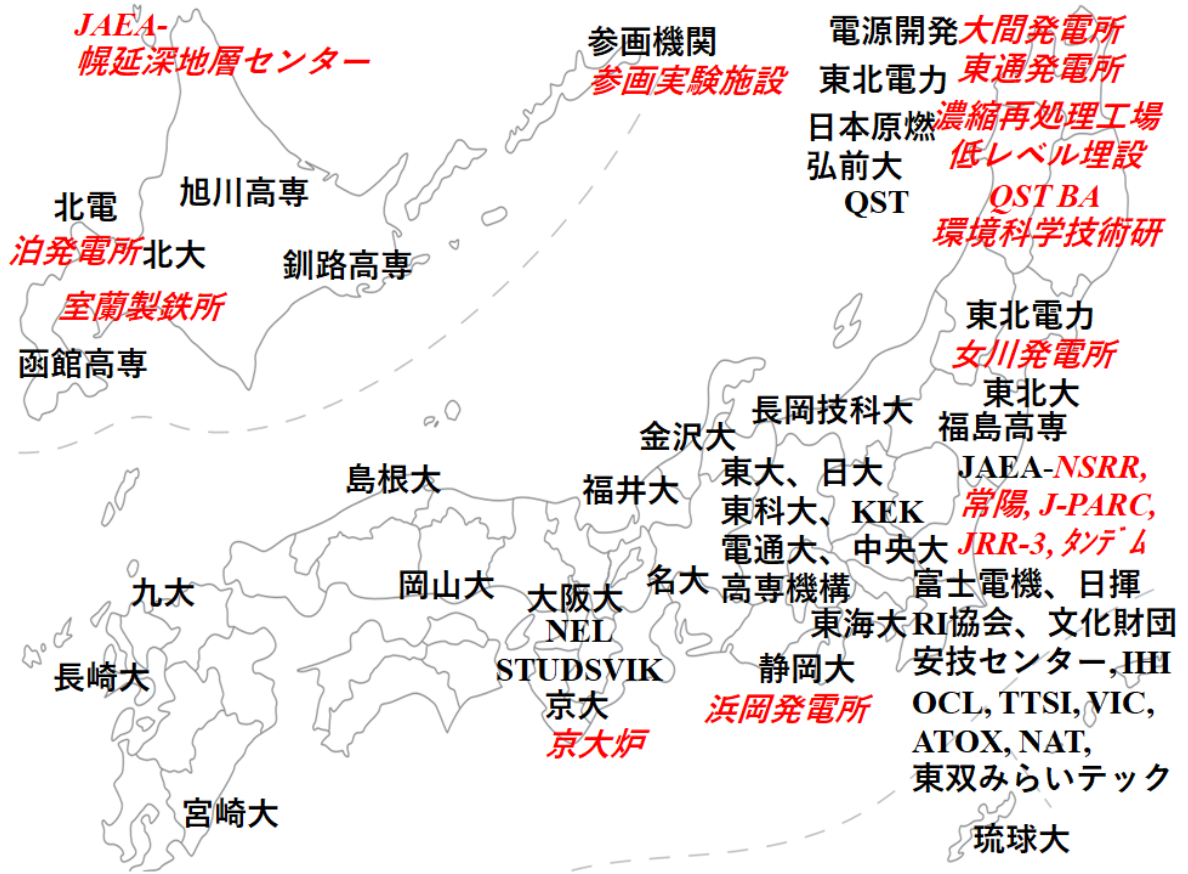 JAEA-
幌延深地層センター
参画機関
参画実験施設
電源開発 大間発電所
東北電力 東通発電所
日本原燃 濃縮再処理工場
低レベル埋設
弘前大
QST
QST BA
環境科学技術研
北電
旭川高専
泊発電所 北大
釧路高専
室蘭製鉄所
函館高専
東北電力
女川発電所
東北大
福島高専
長岡技科大
金沢大
福井大
島根大
東大、日大
東科大、KEK
電通大、中央大
高専機構
JAEA-NSRR,
常陽, J-PARC,
JRR-3, タンデム
富士電機、日揮
RI協会、文化財団
安技センター, IHI
OCL, TTSI, VIC,
ATOX, NAT,
東双みらいテック
東海大
静岡大
浜岡発電所
名大
岡山大
大阪大
NEL
STUDSVIK
京大
京大炉
九大
長崎大
宮崎大
琉球大